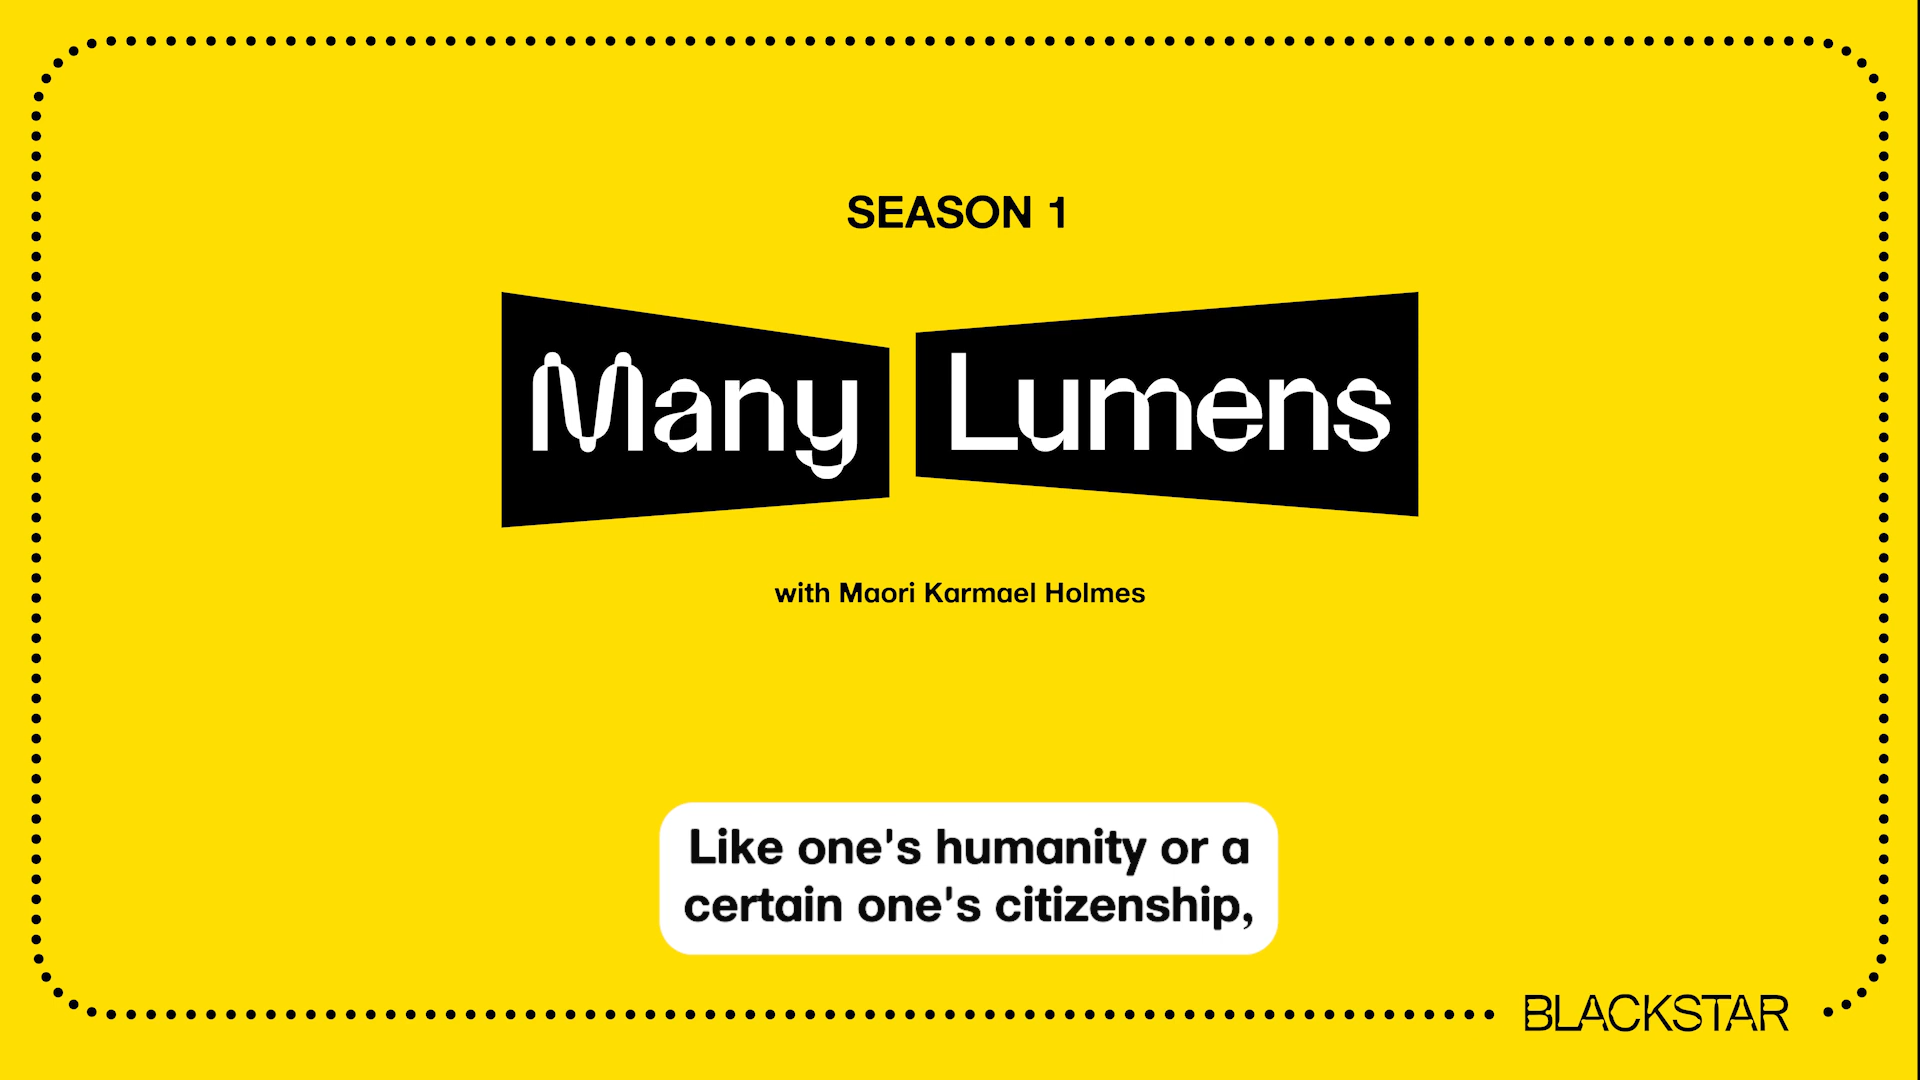 SEASON 1
Many Lumens
with Maori Karmael Holmes
Like one's humanity or a
certain one's citizenship,
BLACKSTAR